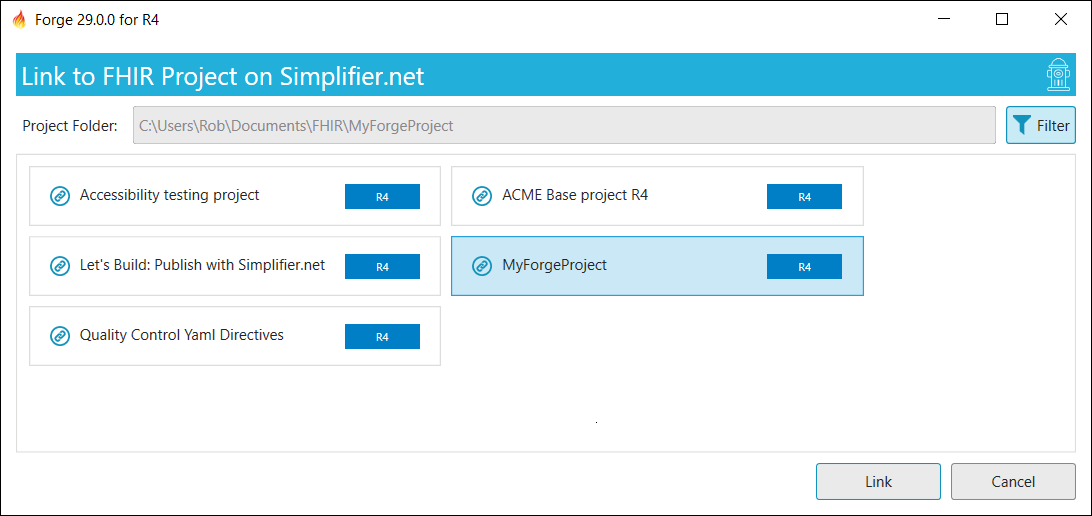 Forge 29.0.0 for R4
Link to FHIR Project on Simplifier.net
Project Folder: C:\Users\Rob\Documents\FHIR\MyForgeProject Filter
Accessibility testing project R4 ACME Base project R4 R4
Let's Build: Publish with Simplifier.net R4 MyForgeProject R4
Quality Control Yaml Directives R4
Link Cancel